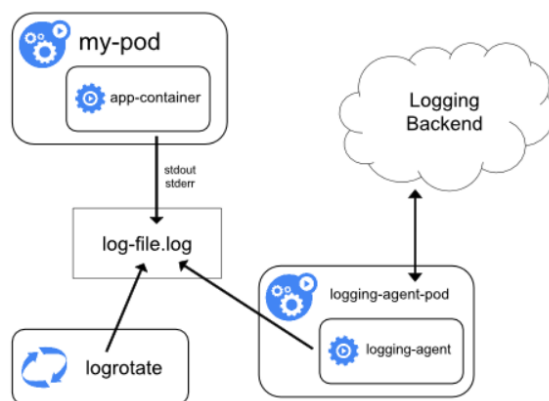 my-pod
app-container
Logging
Backend
stdout
stderr
log-file.log
logging-agent-pod
logging-agent
logrotate